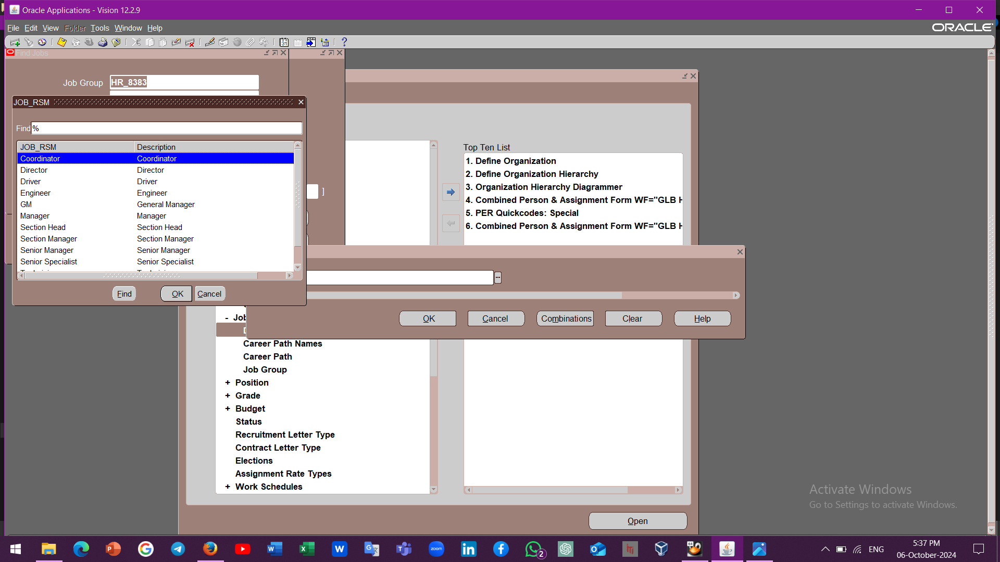 Oracle Applications - Vision 12.2.9
File Edit View Folder Tools Window Help
ORACLE
Find Jobs
Job Group HR_8383
JOB_RSM
Find %
JOB_RSM Description
Coordinator Coordinator
Director Director
Driver Driver
Engineer Engineer
GM General Manager
Manager Manager
Section Head Section Head
Section Manager Section Manager
Senior Manager Senior Manager
Senior Specialist Senior Specialist
Find OK Cancel
]
Top Ten List
1. Define Organization
2. Define Organization Hierarchy
3. Organization Hierarchy Diagrammer
4. Combined Person & Assignment Form WF="GLB H
5. PER Quickcodes: Special
6. Combined Person & Assignment Form WF="GLB H
OK Cancel Combinations Clear Help
- Job
Career Path Names
Career Path
Job Group
+ Position
+ Grade
+ Budget
Status
Recruitment Letter Type
Contract Letter Type
Elections
Assignment Rate Types
+ Work Schedules
Open
Activate Windows
Go to Settings to activate Windows.
ENG
5:37 PM
06-October-2024